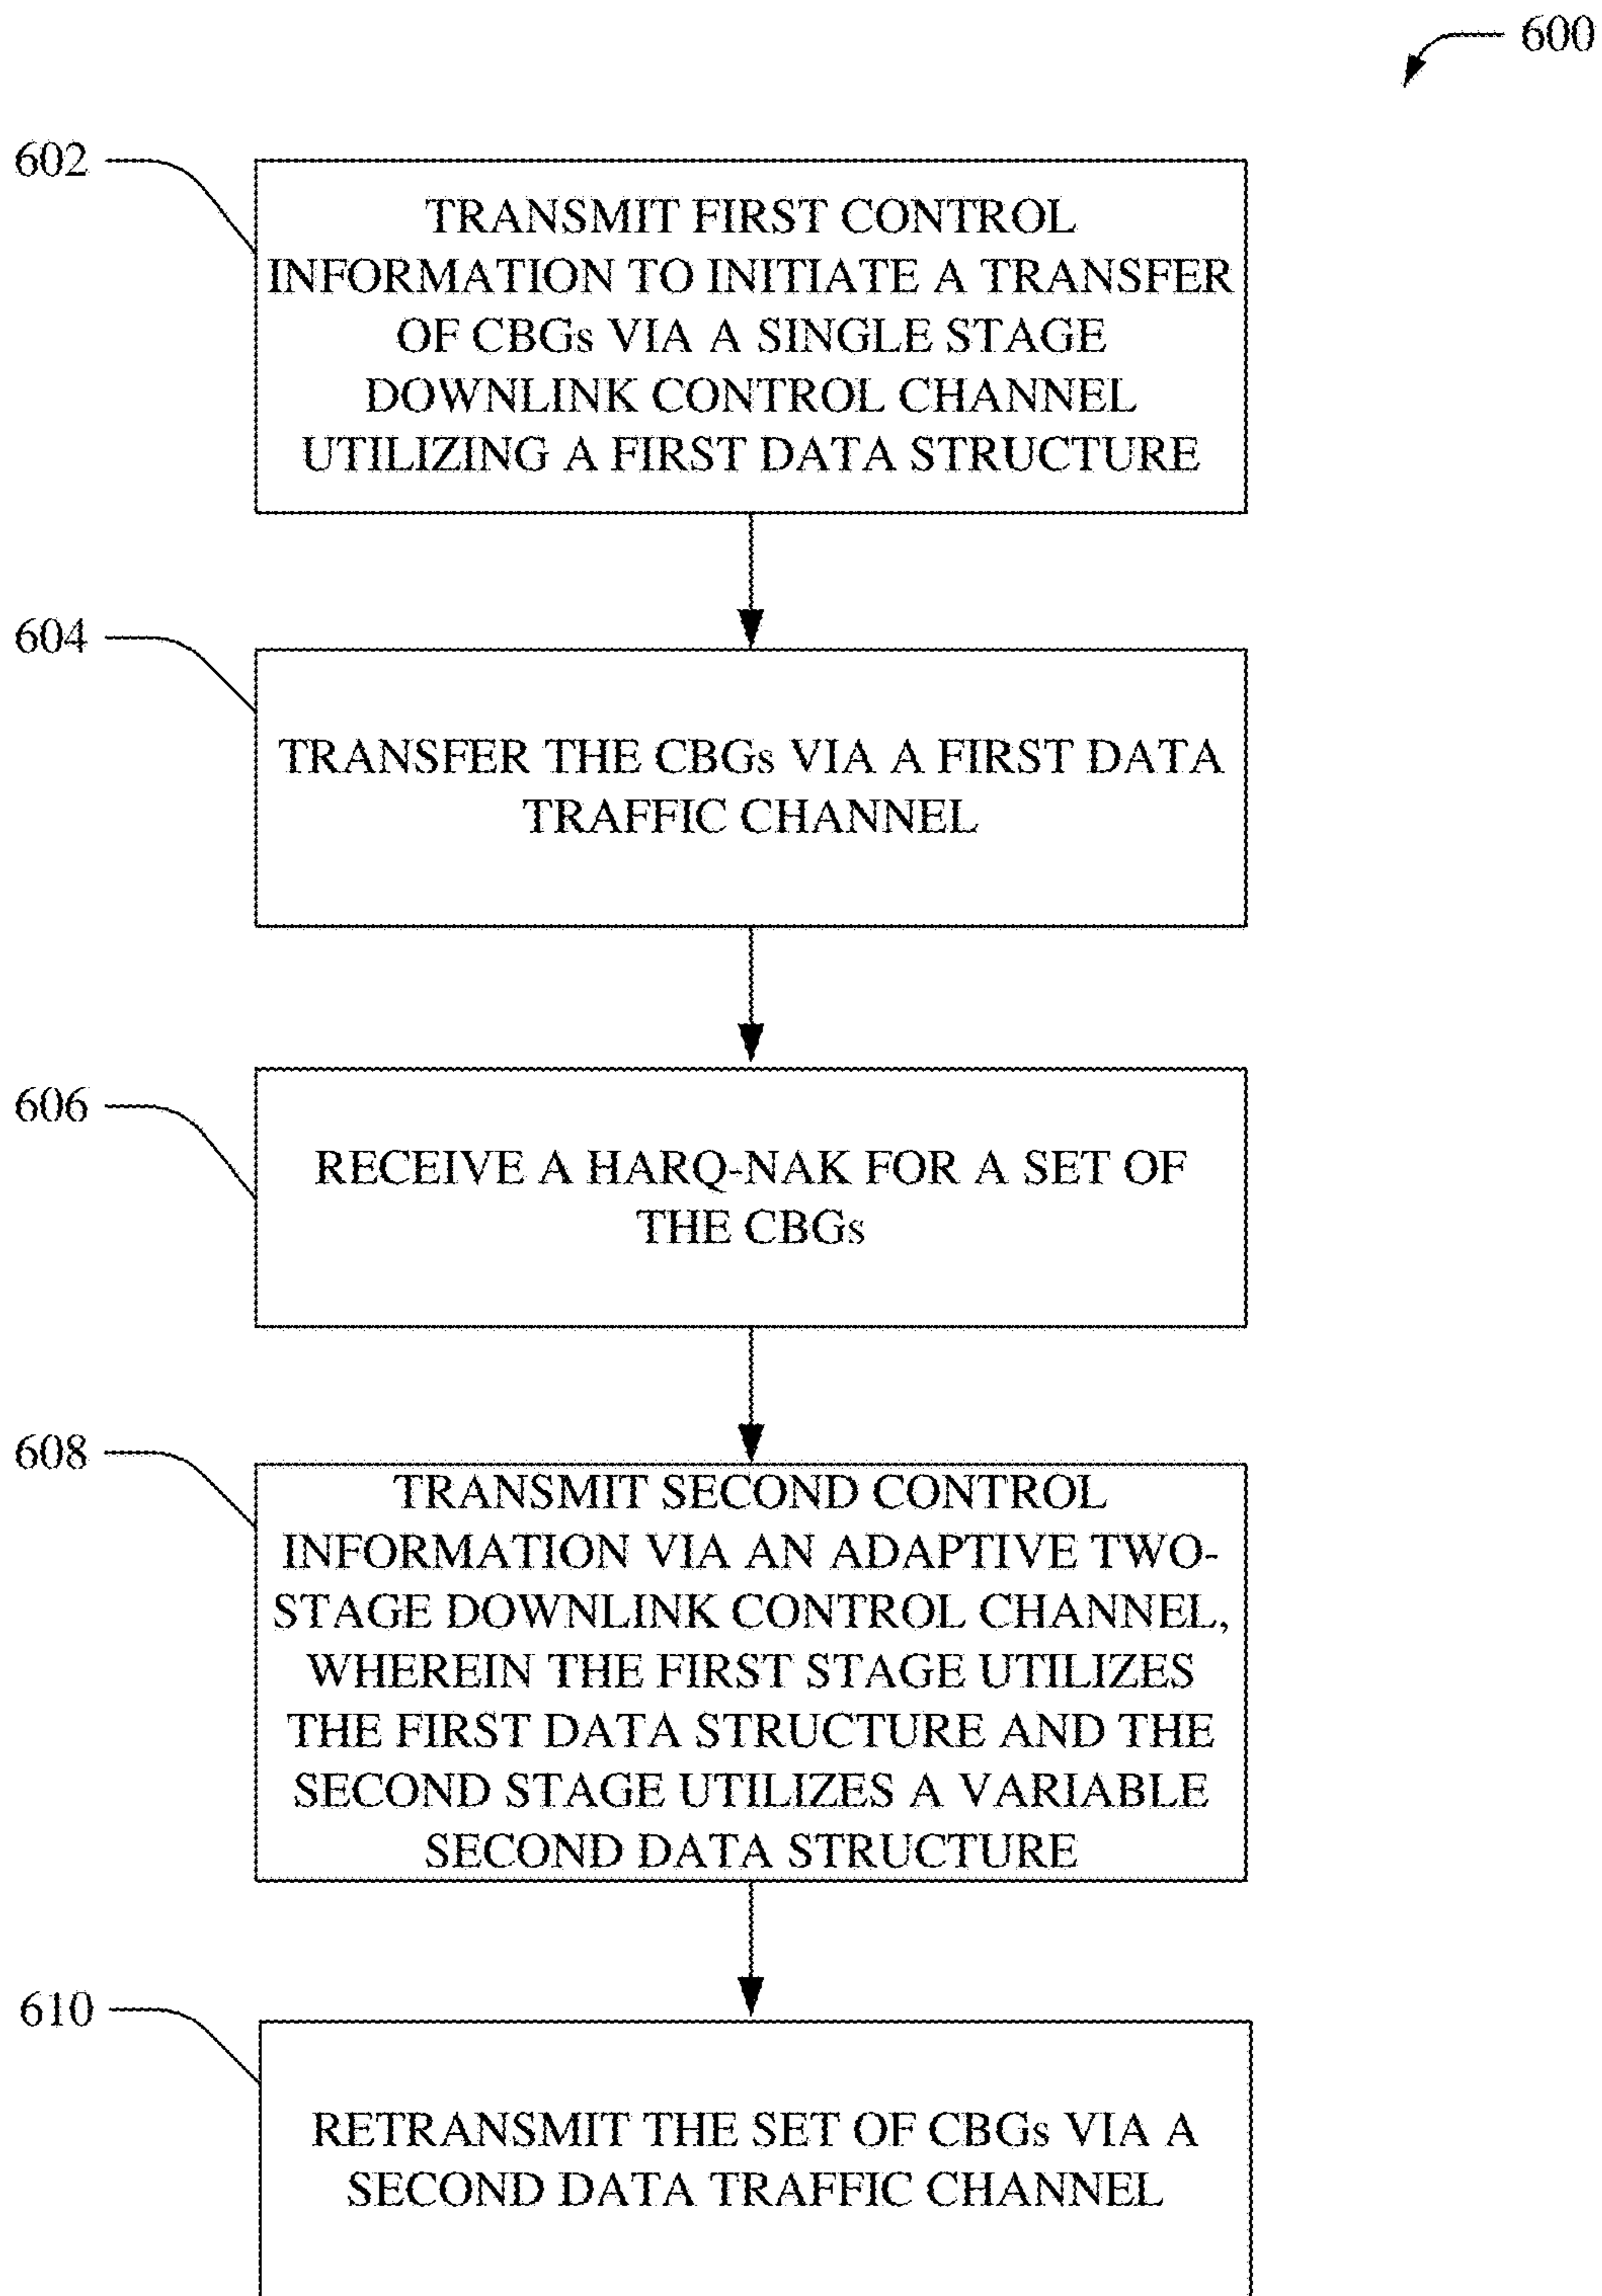 600
602
TRANSMIT FIRST CONTROL
INFORMATION TO INITIATE A TRANSFER
OF CBGs VIA A SINGLE STAGE
DOWNLINK CONTROL CHANNEL
UTILIZING A FIRST DATA STRUCTURE
604
TRANSFER THE CBGs VIA A FIRST DATA
TRAFFIC CHANNEL
606
RECEIVE A HARQ-NAK FOR A SET OF
THE CBGs
608
TRANSMIT SECOND CONTROL
INFORMATION VIA AN ADAPTIVE TWO-
STAGE DOWNLINK CONTROL CHANNEL,
WHEREIN THE FIRST STAGE UTILIZES
THE FIRST DATA STRUCTURE AND THE
SECOND STAGE UTILIZES A VARIABLE
SECOND DATA STRUCTURE
610
RETRANSMIT THE SET OF CBGs VIA A
SECOND DATA TRAFFIC CHANNEL